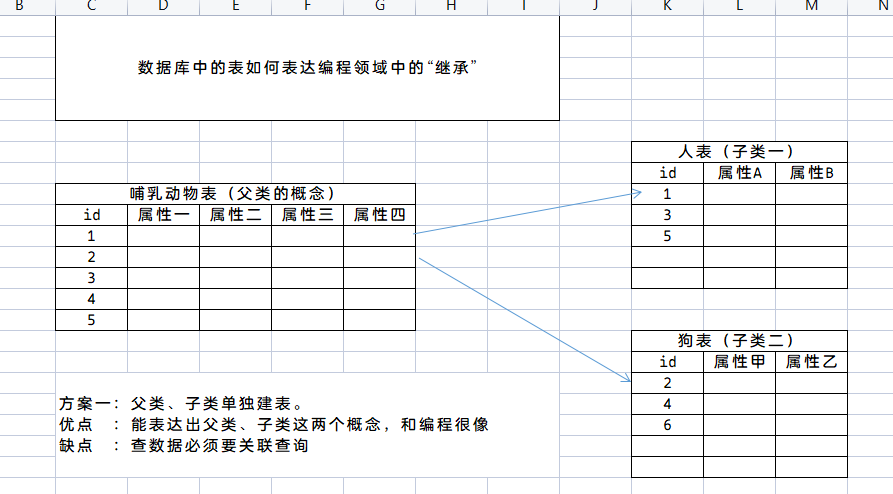 B C D E F G H I J K L M N
数据库中的表如何表达编程领域中的“继承”
人表（子类一）
id 属性A 属性B
1
3
5
哺乳动物表（父类的概念）
id 属性一 属性二 属性三 属性四
1
2
3
4
5
狗表（子类二）
id 属性甲 属性乙
2
4
6
方案一：父类、子类单独建表。
优点 ：能表达出父类、子类这两个概念，和编程很像
缺点 ：查数据必须要关联查询